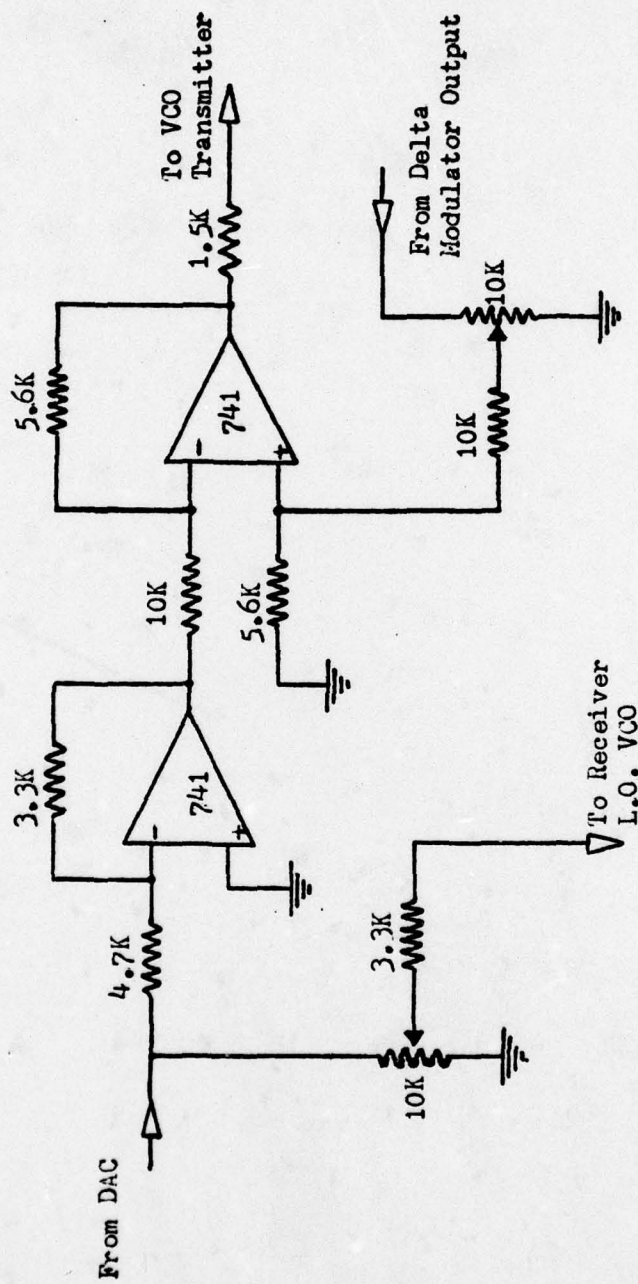 From DAC
4.7K
3.3K
741
-
+
10K
5.6K
5.6K
741
-
+
1.5K
To VCO
Transmitter
10K
3.3K
To Receiver
L.O. VCO
10K
10K
From Delta
Modulator Output